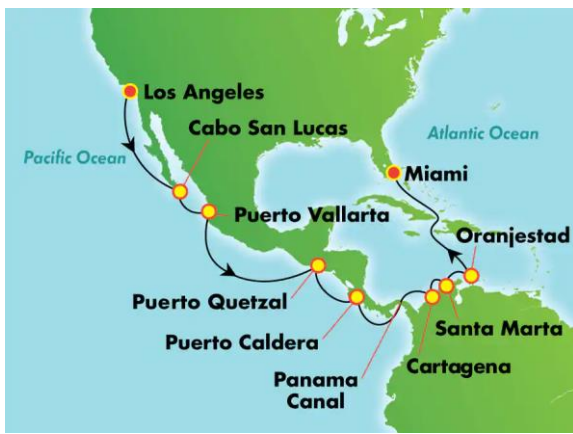 Los Angeles
Cabo San Lucas
Atlantic Ocean
Pacific Ocean
Miami
Puerto Vallarta
Oranjestad
Puerto Quetzal
Santa Marta
Puerto Caldera
Cartagena
Panama
Canal